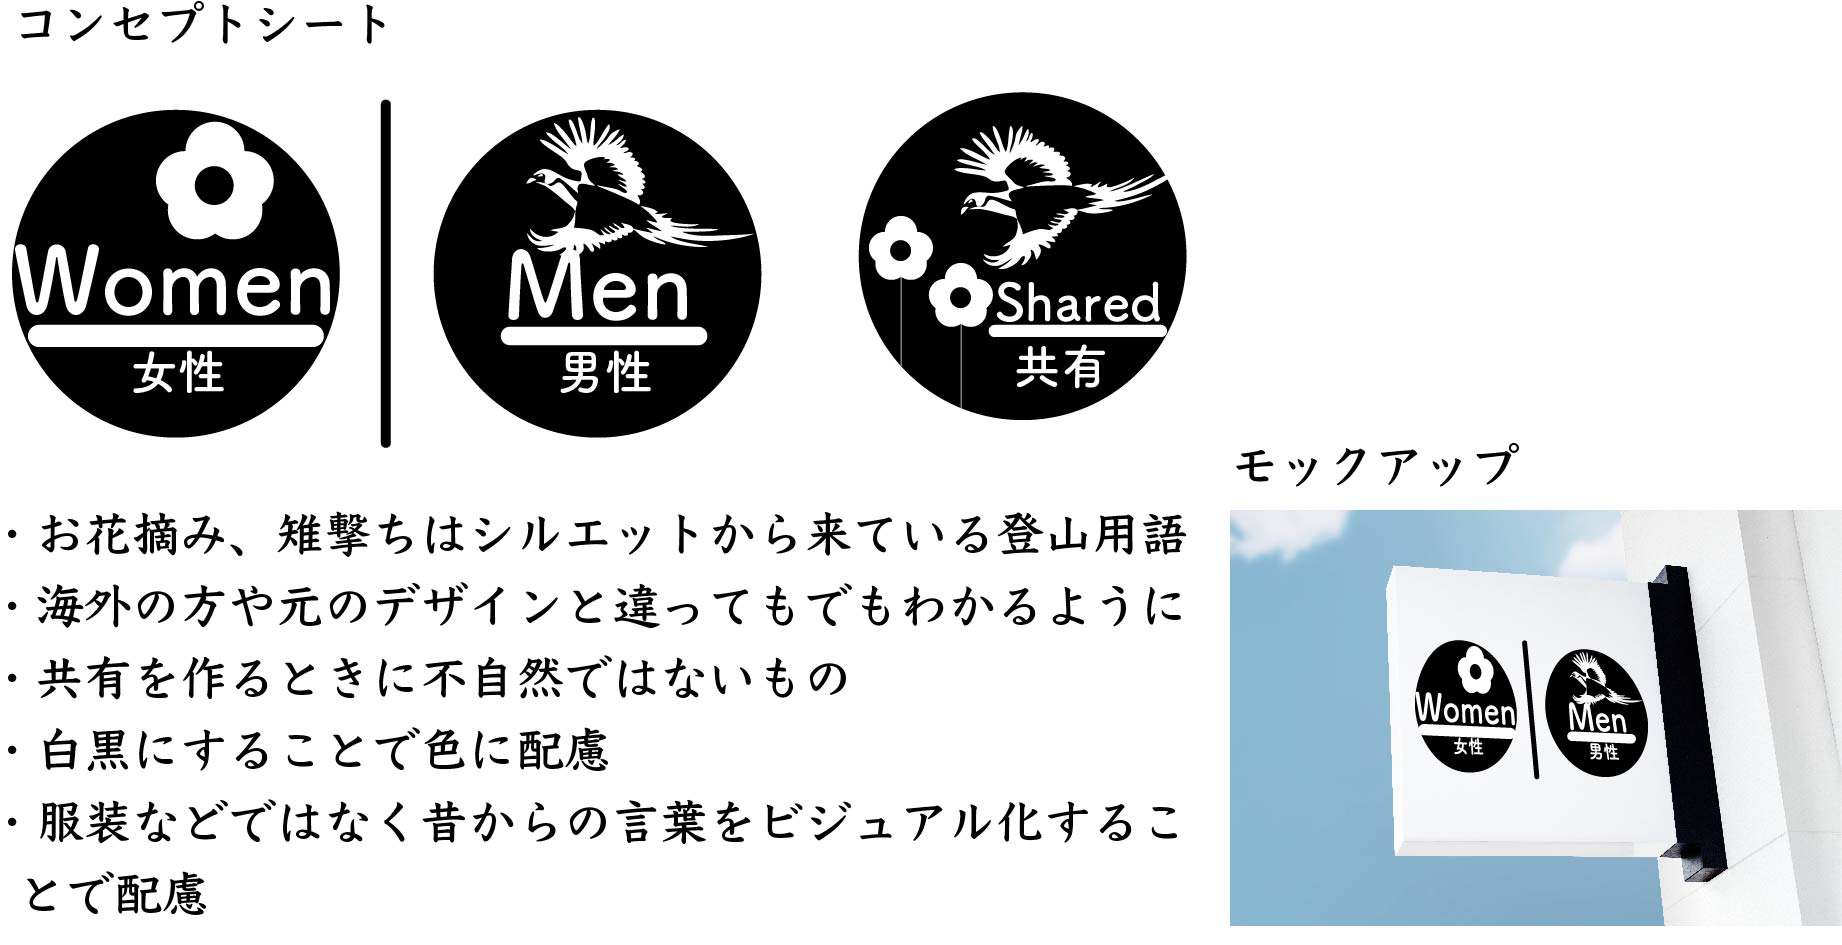 コンセプトシート
Women
女性
Men
男性
Shared
共有
・お花摘み、雉撃ちはシルエットから来ている登山用語
・海外の方や元のデザインと違ってもでもわかるように
・共有を作るときに不自然ではないもの
・白黒にすることで色に配慮
・服装などではなく昔からの言葉をビジュアル化するこ
とで配慮
モックアップ
Women
女性
Men
男性